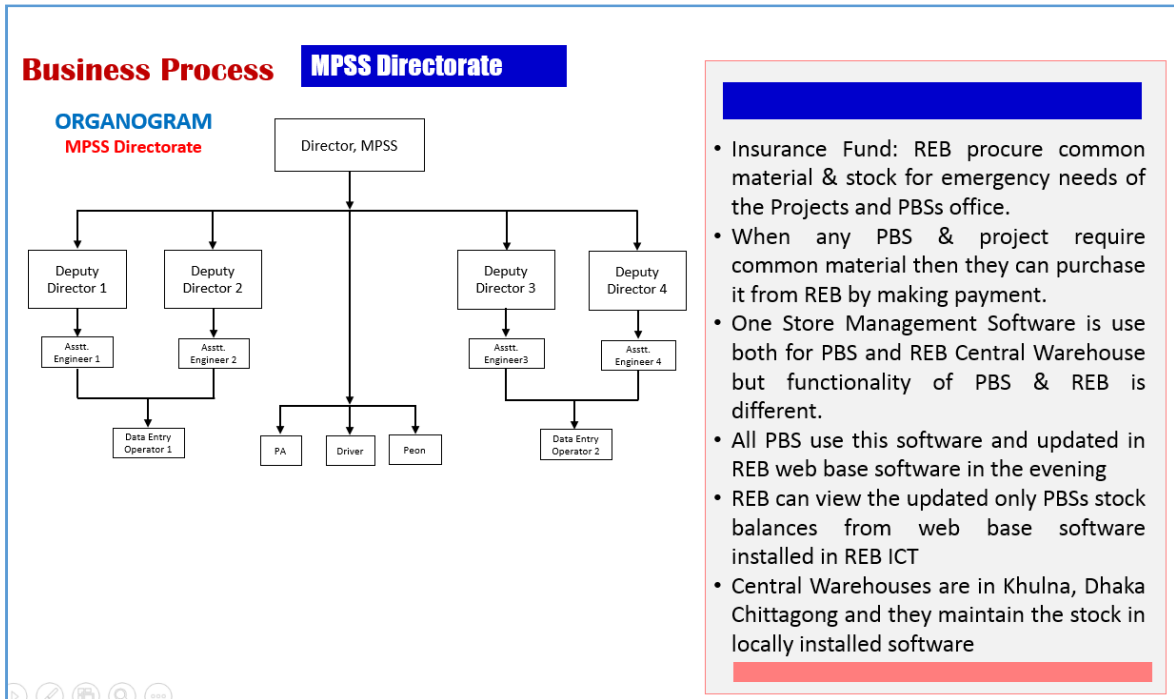 Business Process
MPSS Directorate
ORGANOGRAM
MPSS Directorate
Director, MPSS
Deputy
Director 1
Deputy
Director 2
Deputy
Director 3
Deputy
Director 4
Asstt.
Engineer 1
Asstt.
Engineer 2
Asstt.
Engineer3
Asstt.
Engineer 4
Data Entry
Operator 1
PA
Driver
Peon
Data Entry
Operator 2
• Insurance Fund: REB procure common
material & stock for emergency needs of
the Projects and PBSs office.
• When any PBS & project require
common material then they can purchase
it from REB by making payment.
• One Store Management Software is use
both for PBS and REB Central Warehouse
but functionality of PBS & REB is
different.
• All PBS use this software and updated in
REB web base software in the evening
• REB can view the updated only PBSs stock
balances from web base software
installed in REB ICT
• Central Warehouses are in Khulna, Dhaka
Chittagong and they maintain the stock in
locally installed software